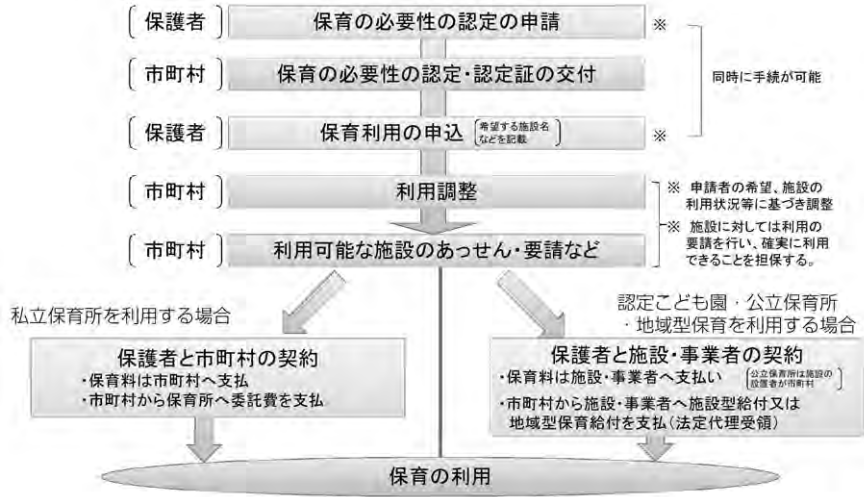 保護者
保育の必要性の認定の申請
※
市町村
保育の必要性の認定・認定証の交付
同時に手続が可能
保護者
保育利用の申込
希望する施設名
などを記載
※
市町村
利用調整
※ 申請者の希望、施設の
利用状況等に基づき調整
※ 施設に対しては利用の
要請を行い、確実に利用
できることを担保する。
市町村
利用可能な施設のあっせん・要請など
私立保育所を利用する場合
保護者と市町村の契約
・保育料は市町村へ支払
・市町村から保育所へ委託費を支払
認定こども園・公立保育所
・地域型保育を利用する場合
保護者と施設・事業者の契約
・保育料は施設・事業者へ支払い
公立保育所は施設の
設置者が市町村
・市町村から施設・事業者へ施設型給付又は
地域型保育給付を支払(法定代理受領)
保育の利用